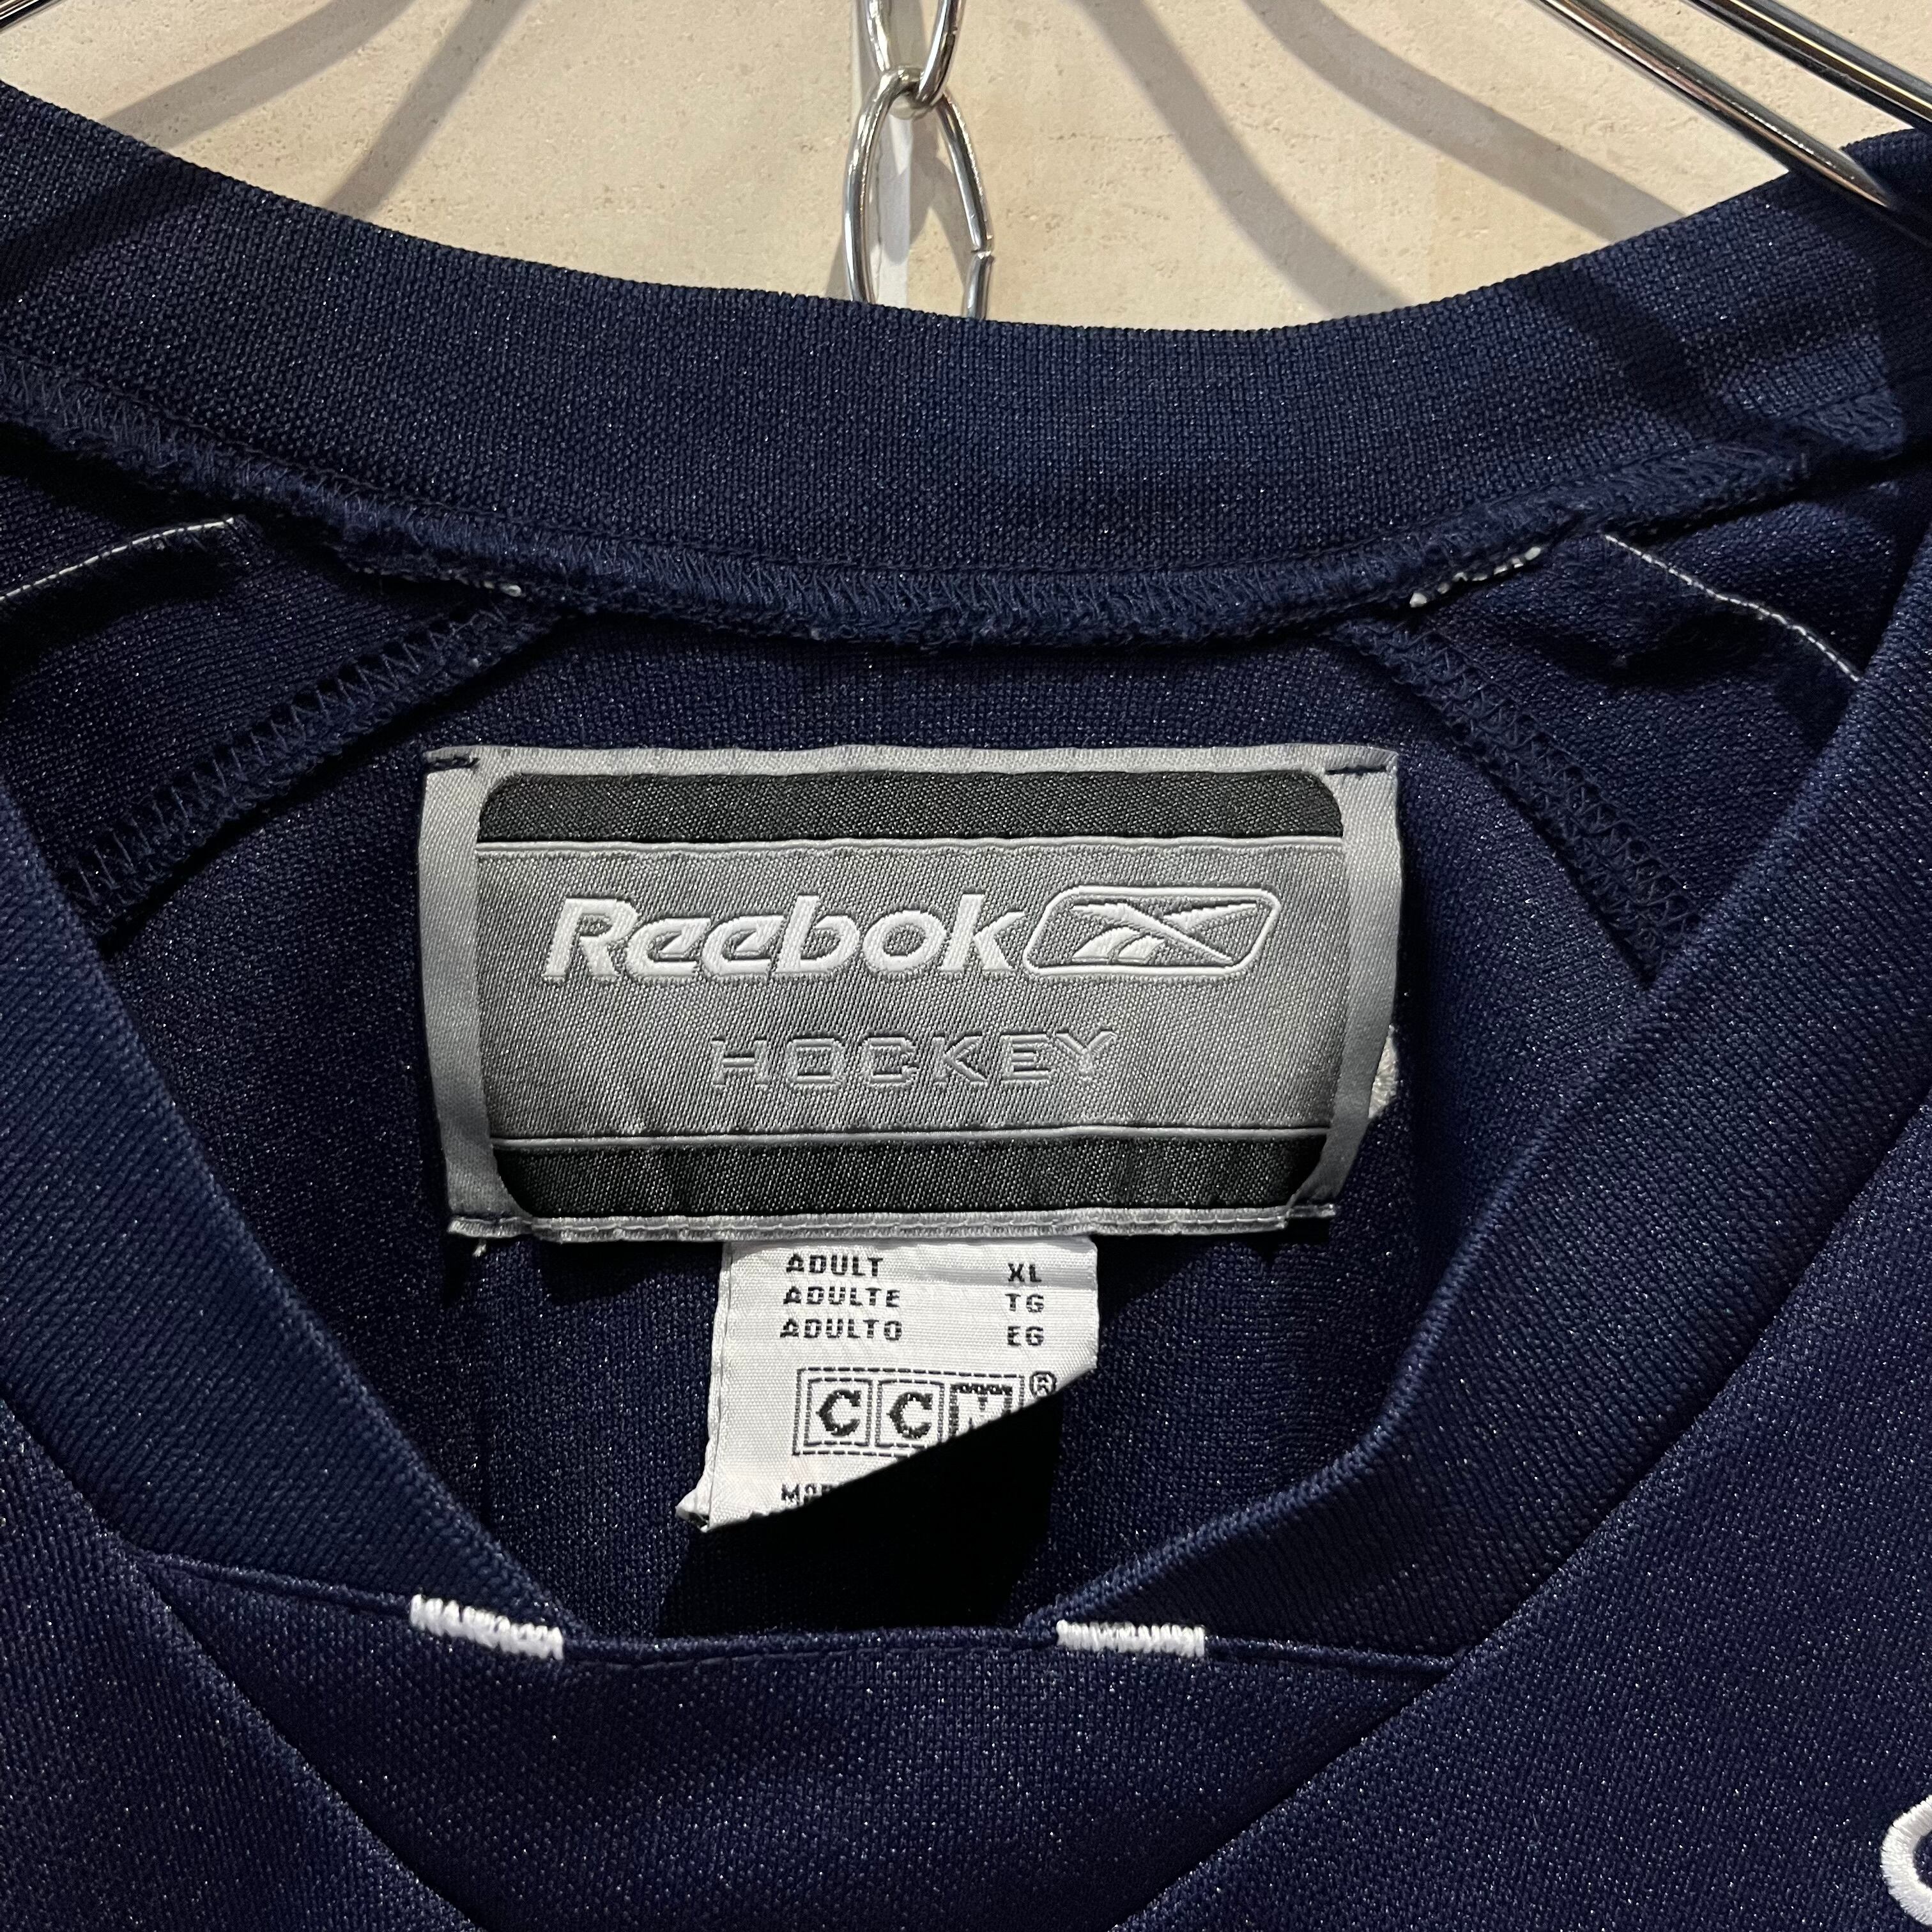 Reebok
HOCKEY
ADULT XL
ADULTE TG
ADULTO EG
CCM®